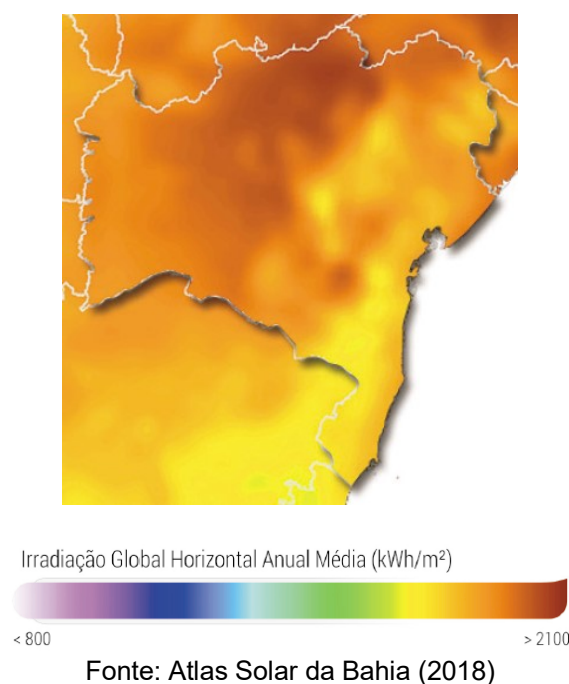 Irradiação Global Horizontal Anual Média (kWh/m²)
< 800 > 2100
Fonte: Atlas Solar da Bahia (2018)